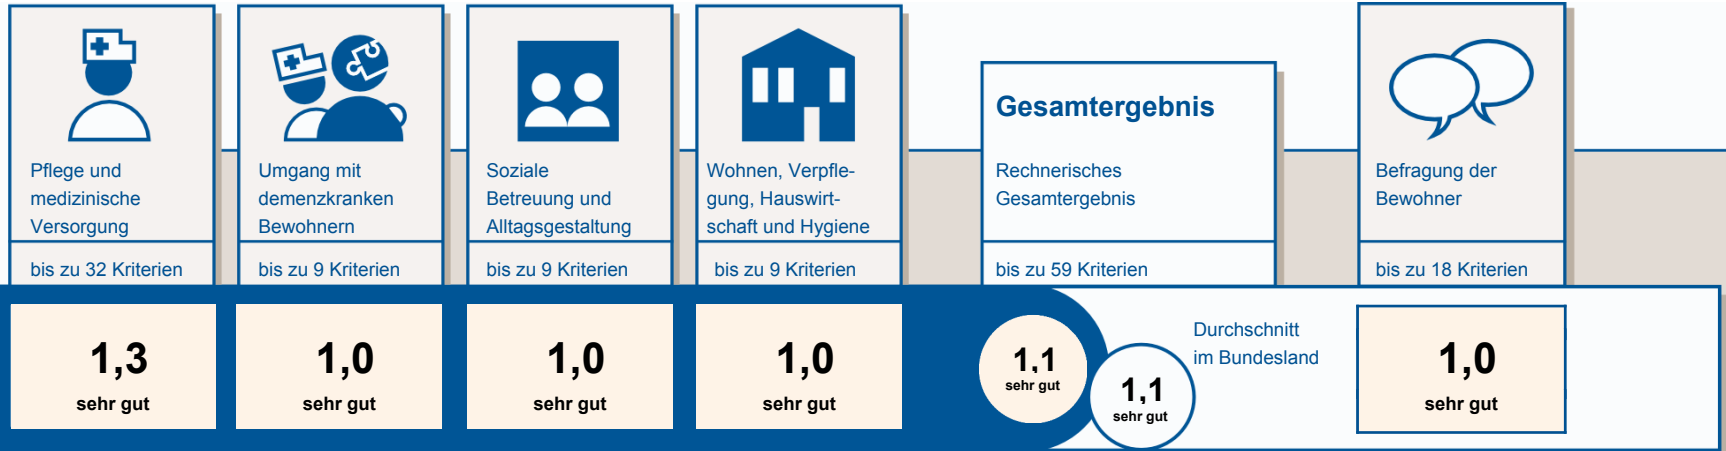 Pflege und
medizinische
Versorgung
bis zu 32 Kriterien
1,3
sehr gut
Umgang mit
demenzkranken
Bewohnern
bis zu 9 Kriterien
1,0
sehr gut
Soziale
Betreuung und
Alltagsgestaltung
bis zu 9 Kriterien
1,0
sehr gut
Wohnen, Verpfle-
gung, Hauswirt-
schaft und Hygiene
bis zu 9 Kriterien
1,0
sehr gut
Gesamtergebnis
Rechnerisches
Gesamtergebnis
bis zu 59 Kriterien
1,1
sehr gut
Durchschnitt
im Bundesland
1,1
sehr gut
Befragung der
Bewohner
bis zu 18 Kriterien
1,0
sehr gut